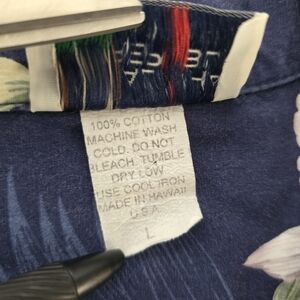 100% COTTON
MACHINE WASH
COLD. DO NOT
BLEACH. TUMBLE
DRY LOW
USE COOL IRON
MADE IN HAWAII
U.S.A.
L